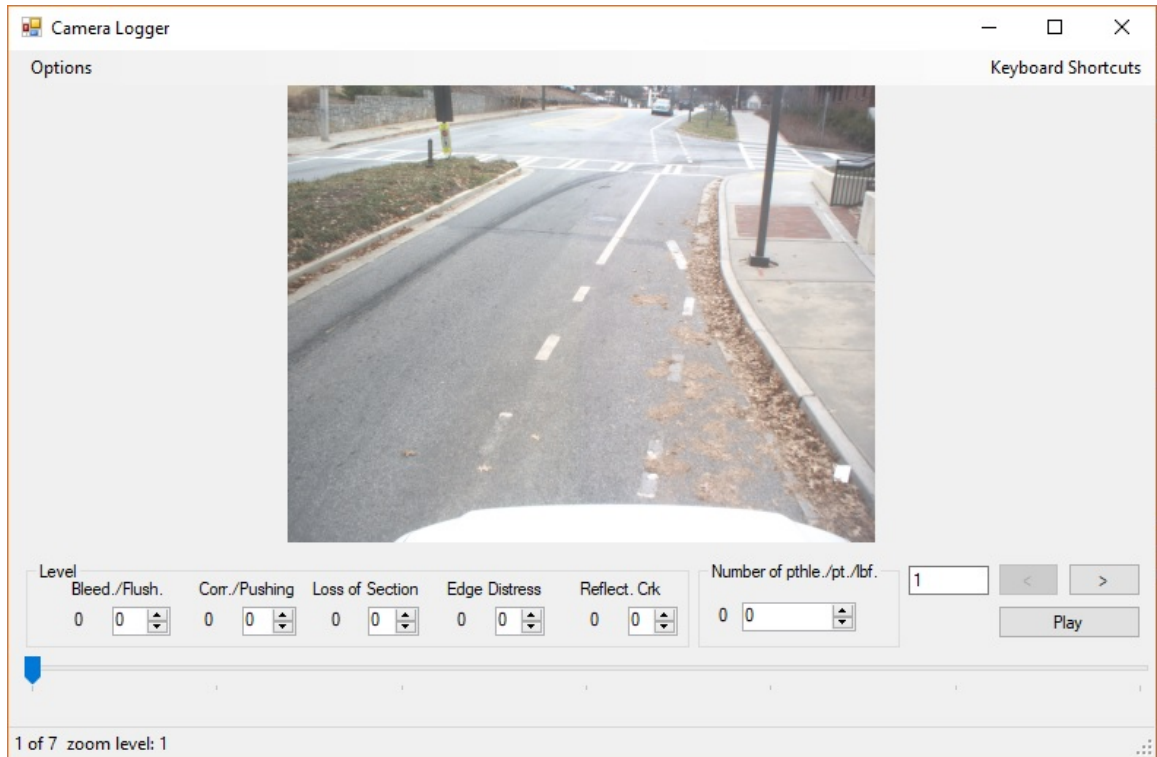 Camera Logger
Options Keyboard Shortcuts
Level
Bleed./Flush. Corr./Pushing Loss of Section Edge Distress Reflect. Crk
0 0 0 0 0 0 0 0 0 0
Number of pthle./pt./lbf.
0 0
1 < >
Play
1 of 7 zoom level: 1